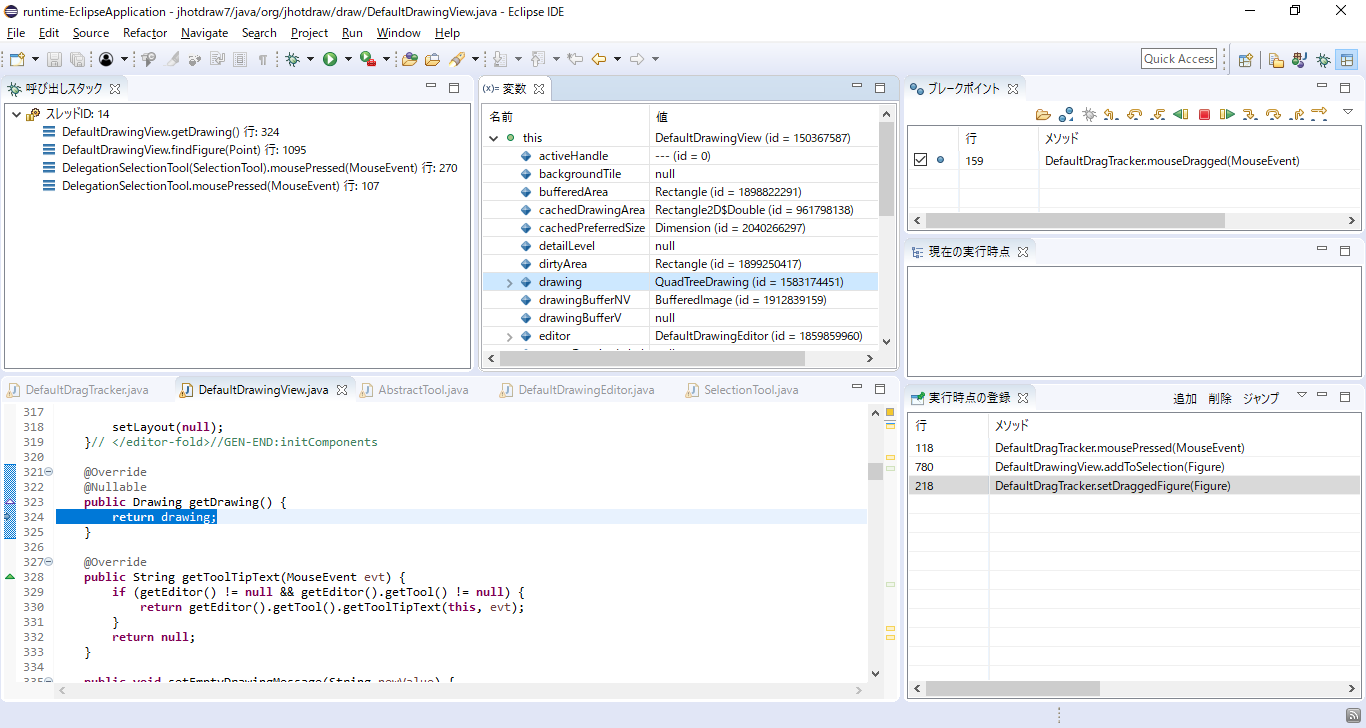 runtime-EclipseApplication - jhotdraw7/java/org/jhotdraw/draw/DefaultDrawingView.java - Eclipse IDE
File Edit Source Refactor Navigate Search Project Run Window Help
Quick Access
呼び出しスタック
スレッドID: 14
DefaultDrawingView.getDrawing() 行: 324
DefaultDrawingView.findFigure(Point) 行: 1095
DelegationSelectionTool(SelectionTool).mousePressed(MouseEvent) 行: 270
DelegationSelectionTool.mousePressed(MouseEvent) 行: 107
(x)= 変数
名前 値
this DefaultDrawingView (id = 150367587)
activeHandle --- (id = 0)
backgroundTile null
bufferedArea Rectangle (id = 1898822291)
cachedDrawingArea Rectangle2D$Double (id = 961798138)
cachedPreferredSize Dimension (id = 2040266297)
detailLevel null
dirtyArea Rectangle (id = 1899250417)
drawing QuadTreeDrawing (id = 1583174451)
drawingBufferNV BufferedImage (id = 1912839159)
drawingBufferV null
editor DefaultDrawingEditor (id = 1859859960)
ブレークポイント
行 メソッド
159 DefaultDragTracker.mouseDragged(MouseEvent)
現在の実行時点
DefaultDragTracker.java DefaultDrawingView.java AbstractTool.java DefaultDrawingEditor.java SelectionTool.java
317
318 setLayout(null);
319 }// </editor-fold>//GEN-END:initComponents
320
321 @Override
322 @Nullable
323 public Drawing getDrawing() {
324 return drawing;
325 }
326
327 @Override
328 public String getToolTipText(MouseEvent evt) {
329 if (getEditor() != null && getEditor().getTool() != null) {
330 return getEditor().getTool().getToolTipText(this, evt);
331 }
332 return null;
333 }
334
335 public void setEmptyDrawingMessage(String newValue) {
実行時点の登録 追加 削除 ジャンプ
行 メソッド
118 DefaultDragTracker.mousePressed(MouseEvent)
780 DefaultDrawingView.addToSelection(Figure)
218 DefaultDragTracker.setDraggedFigure(Figure)